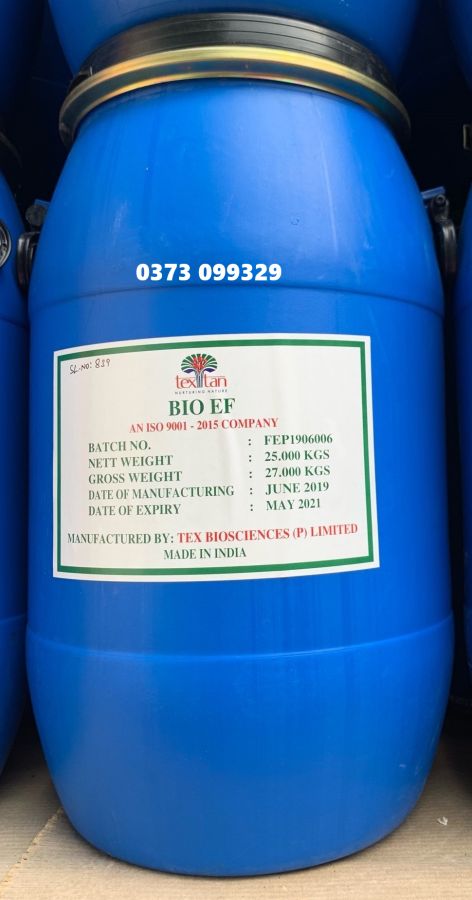 0373 099329
SL.NO: 839
textan
NURTURING NATURE
BIO EF
AN ISO 9001 - 2015 COMPANY
BATCH NO. : FEP1906006
NETT WEIGHT : 25.000 KGS
GROSS WEIGHT : 27.000 KGS
DATE OF MANUFACTURING : JUNE 2019
DATE OF EXPIRY : MAY 2021
MANUFACTURED BY: TEX BIOSCIENCES (P) LIMITED
MADE IN INDIA